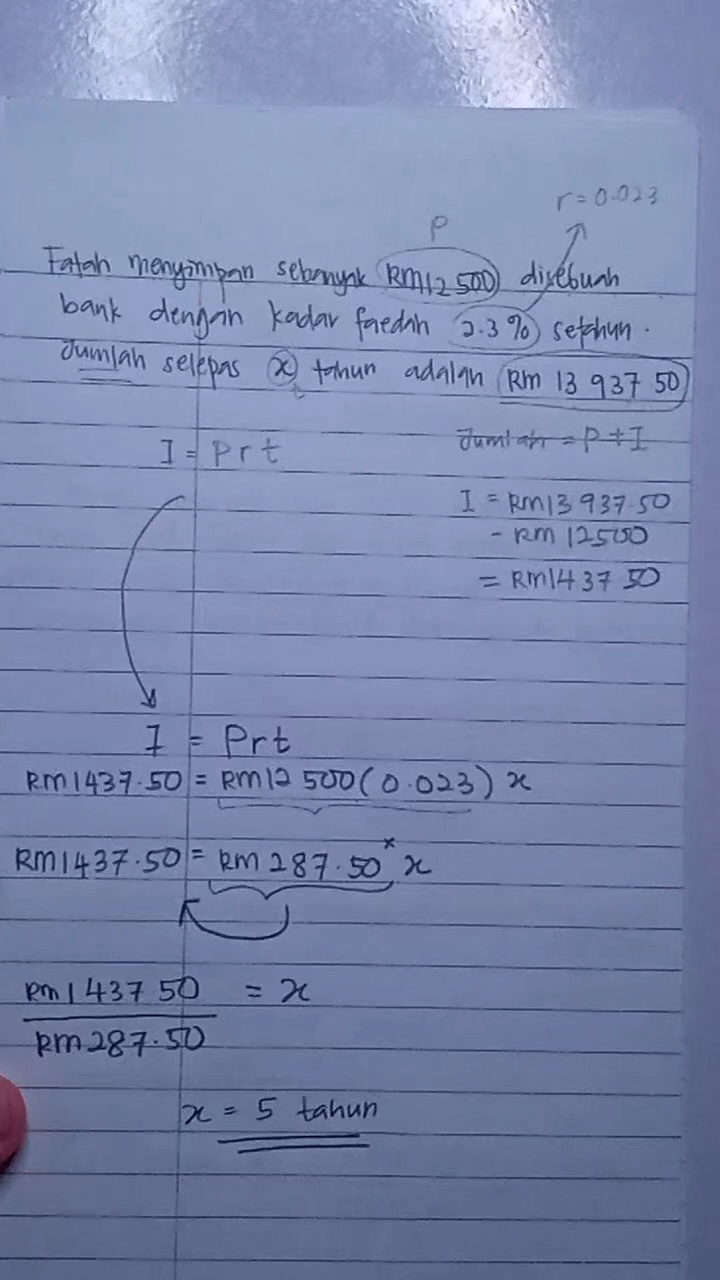 r = 0.023
P
Fatah menyimpan sebanyak RM12 500 disebuah
bank dengan kadar faedah 2.3% setahun.
Jumlah selepas x tahun adalah RM 13 937 50
I = Prt
Jumlah = P + I
I = RM13 937.50
- RM 12500
= RM1437 50
I = Prt
RM1437.50 = RM12 500(0.023) x
RM1437.50 = RM 287.50 x x
RM1437 50 = x
RM287.50
x = 5 tahun